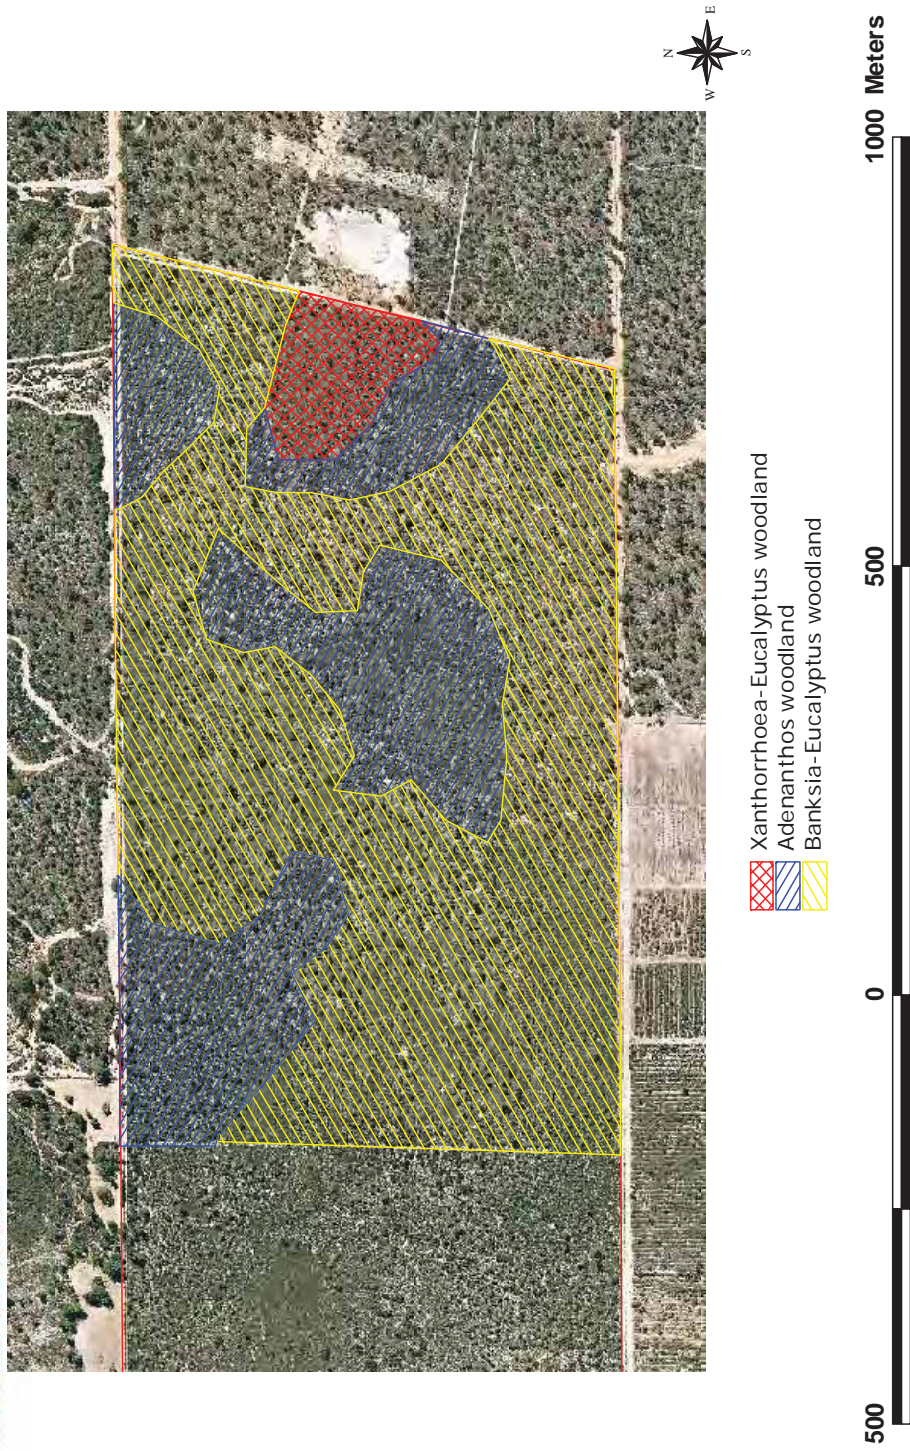 N
E
W
S
Xanthorrhoea-Eucalyptus woodland
Adenanthos woodland
Banksia-Eucalyptus woodland
500
0
500
1000 Meters